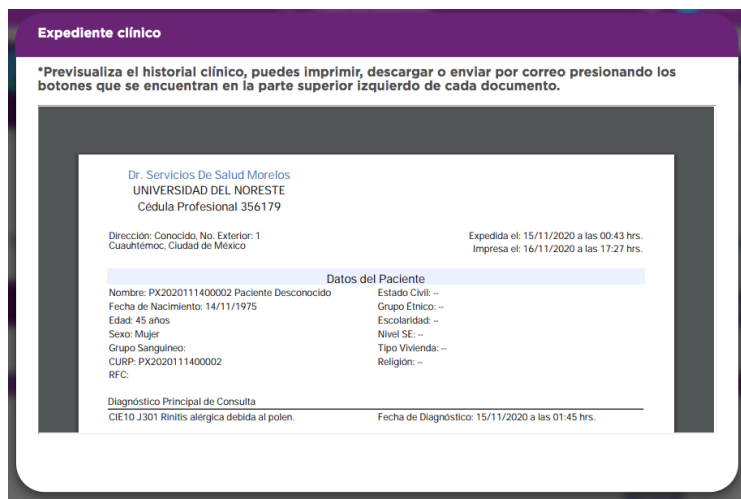 Expediente clínico
*Previsualiza el historial clínico, puedes imprimir, descargar o enviar por correo presionando los
botones que se encuentran en la parte superior izquierdo de cada documento.
Dr. Servicios De Salud Morelos
UNIVERSIDAD DEL NORESTE
Cédula Profesional 356179
Dirección: Conocido, No. Exterior: 1
Cuauhtémoc, Ciudad de México
Expedida el: 15/11/2020 a las 00:43 hrs.
Impresa el: 16/11/2020 a las 17:27 hrs.
Datos del Paciente
Nombre: PX2020111400002 Paciente Desconocido
Fecha de Nacimiento: 14/11/1975
Edad: 45 años
Sexo: Mujer
Grupo Sanguineo:
CURP: PX2020111400002
RFC:
Estado Civil: --
Grupo Étnico: --
Escolaridad: --
Nivel SE: --
Tipo Vivienda: --
Religión: --
Diagnóstico Principal de Consulta
CIE10 J301 Rinitis alérgica debida al polen.
Fecha de Diagnóstico: 15/11/2020 a las 01:45 hrs.